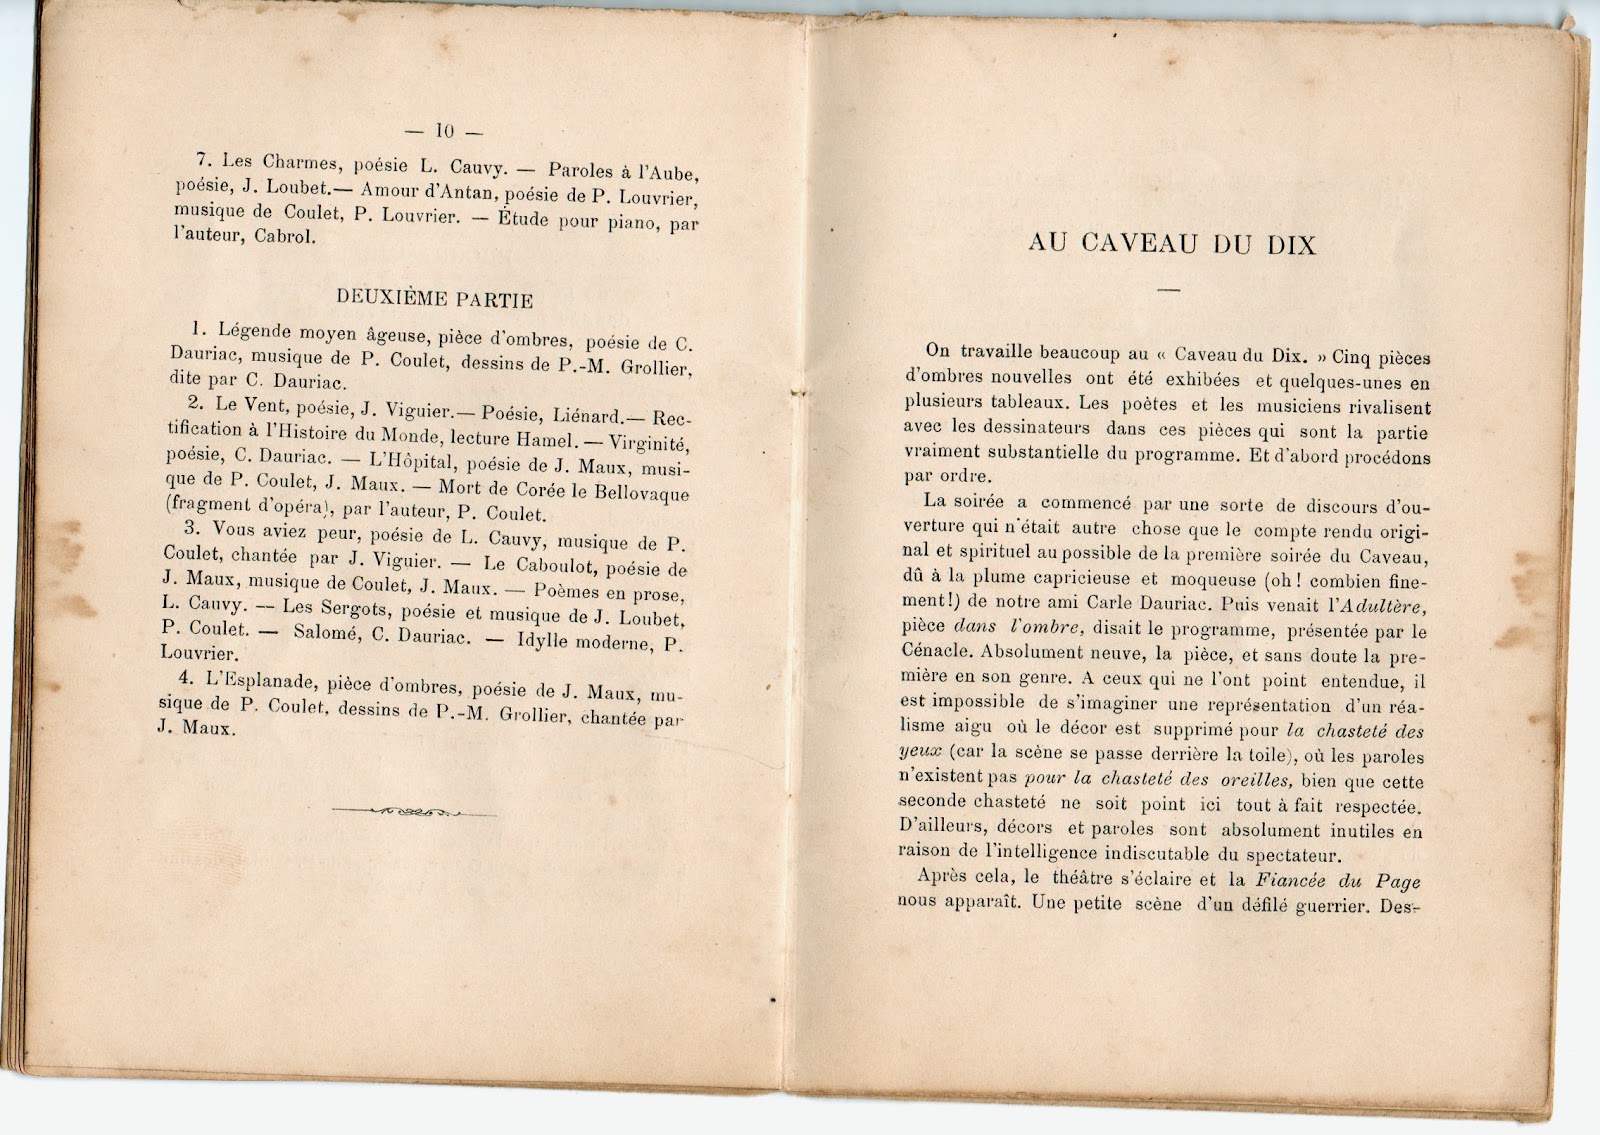 — 10 —
7. Les Charmes, poésie L. Cauvy. — Paroles à l'Aube,
poésie, J. Loubet.— Amour d'Antan, poésie de P. Louvrier,
musique de Coulet, P. Louvrier. — Étude pour piano, par
l'auteur, Cabrol.
DEUXIÈME PARTIE
1. Légende moyen âgeuse, pièce d'ombres, poésie de C.
Dauriac, musique de P. Coulet, dessins de P.-M. Grollier,
dite par C. Dauriac.
2. Le Vent, poésie, J. Viguier.— Poésie, Liénard.— Rec-
tification à l'Histoire du Monde, lecture Hamel. — Virginité,
poésie, C. Dauriac. — L'Hôpital, poésie de J. Maux, musi-
que de P. Coulet, J. Maux. — Mort de Corée le Bellovaque
(fragment d'opéra), par l'auteur, P. Coulet.
3. Vous aviez peur, poésie de L. Cauvy, musique de P.
Coulet, chantée par J. Viguier. — Le Caboulot, poésie de
J. Maux, musique de Coulet, J. Maux. — Poèmes en prose,
L. Cauvy. — Les Sergots, poésie et musique de J. Loubet,
P. Coulet. — Salomé, C. Dauriac. — Idylle moderne, P.
Louvrier.
4. L'Esplanade, pièce d'ombres, poésie de J. Maux, mu-
sique de P. Coulet, dessins de P.-M. Grollier, chantée par
J. Maux.
AU CAVEAU DU DIX
—
On travaille beaucoup au « Caveau du Dix. » Cinq pièces
d'ombres nouvelles ont été exhibées et quelques-unes en
plusieurs tableaux. Les poètes et les musiciens rivalisent
avec les dessinateurs dans ces pièces qui sont la partie
vraiment substantielle du programme. Et d'abord procédons
par ordre.
La soirée a commencé par une sorte de discours d'ou-
verture qui n'était autre chose que le compte rendu origi-
nal et spirituel au possible de la première soirée du Caveau,
dû à la plume capricieuse et moqueuse (oh ! combien fine-
ment!) de notre ami Carle Dauriac. Puis venait l'Adultère,
pièce dans l'ombre, disait le programme, présentée par le
Cénacle. Absolument neuve, la pièce, et sans doute la pre-
mière en son genre. A ceux qui ne l'ont point entendue, il
est impossible de s'imaginer une représentation d'un réa-
lisme aigu où le décor est supprimé pour la chasteté des
yeux (car la scène se passe derrière la toile), où les paroles
n'existent pas pour la chasteté des oreilles, bien que cette
seconde chasteté ne soit point ici tout à fait respectée.
D'ailleurs, décors et paroles sont absolument inutiles en
raison de l'intelligence indiscutable du spectateur.
Après cela, le théâtre s'éclaire et la Fiancée du Page
nous apparaît. Une petite scène d'un défilé guerrier. Des-